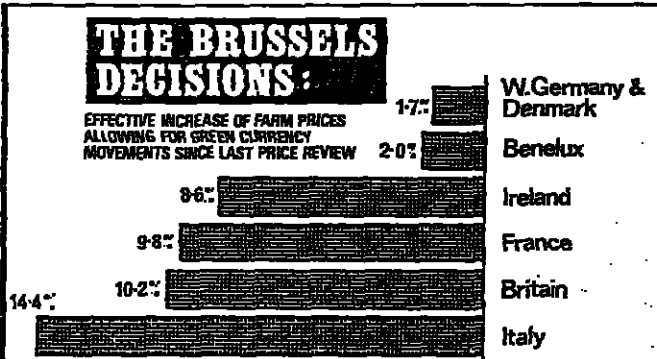 THE BRUSSELS
DECISIONS:
EFFECTIVE INCREASE OF FARM PRICES
ALLOWING FOR GREEN CURRENCY
MOVEMENTS SINCE LAST PRICE REVIEW
1·7% W.Germany & Denmark
2·0% Benelux
8·6% Ireland
9·8% France
10·2% Britain
14·4% Italy